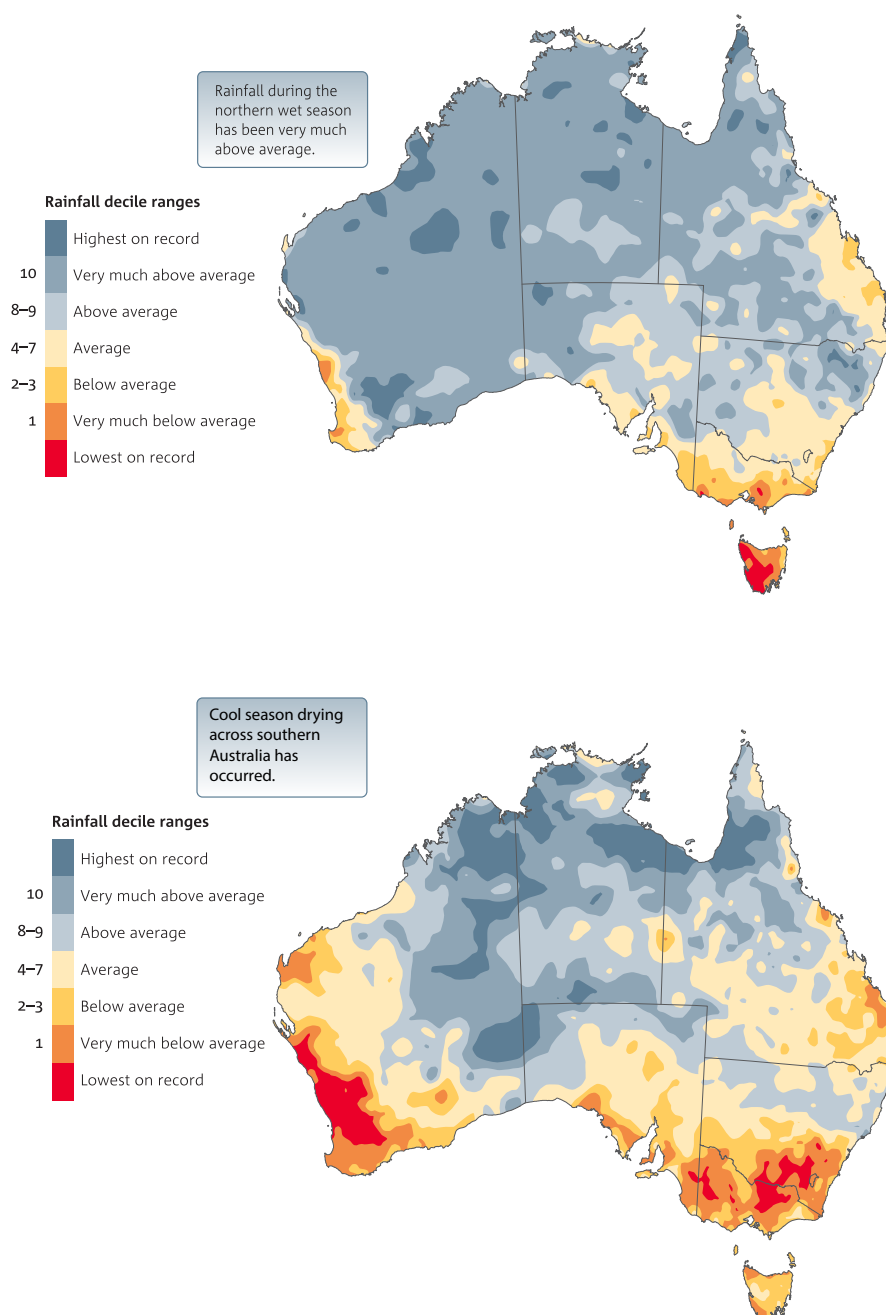 Rainfall during the
northern wet season
has been very much
above average.
Rainfall decile ranges
Highest on record
10 Very much above average
8–9 Above average
4–7 Average
2–3 Below average
1 Very much below average
Lowest on record
Cool season drying
across southern
Australia has
occurred.
Rainfall decile ranges
Highest on record
10 Very much above average
8–9 Above average
4–7 Average
2–3 Below average
1 Very much below average
Lowest on record